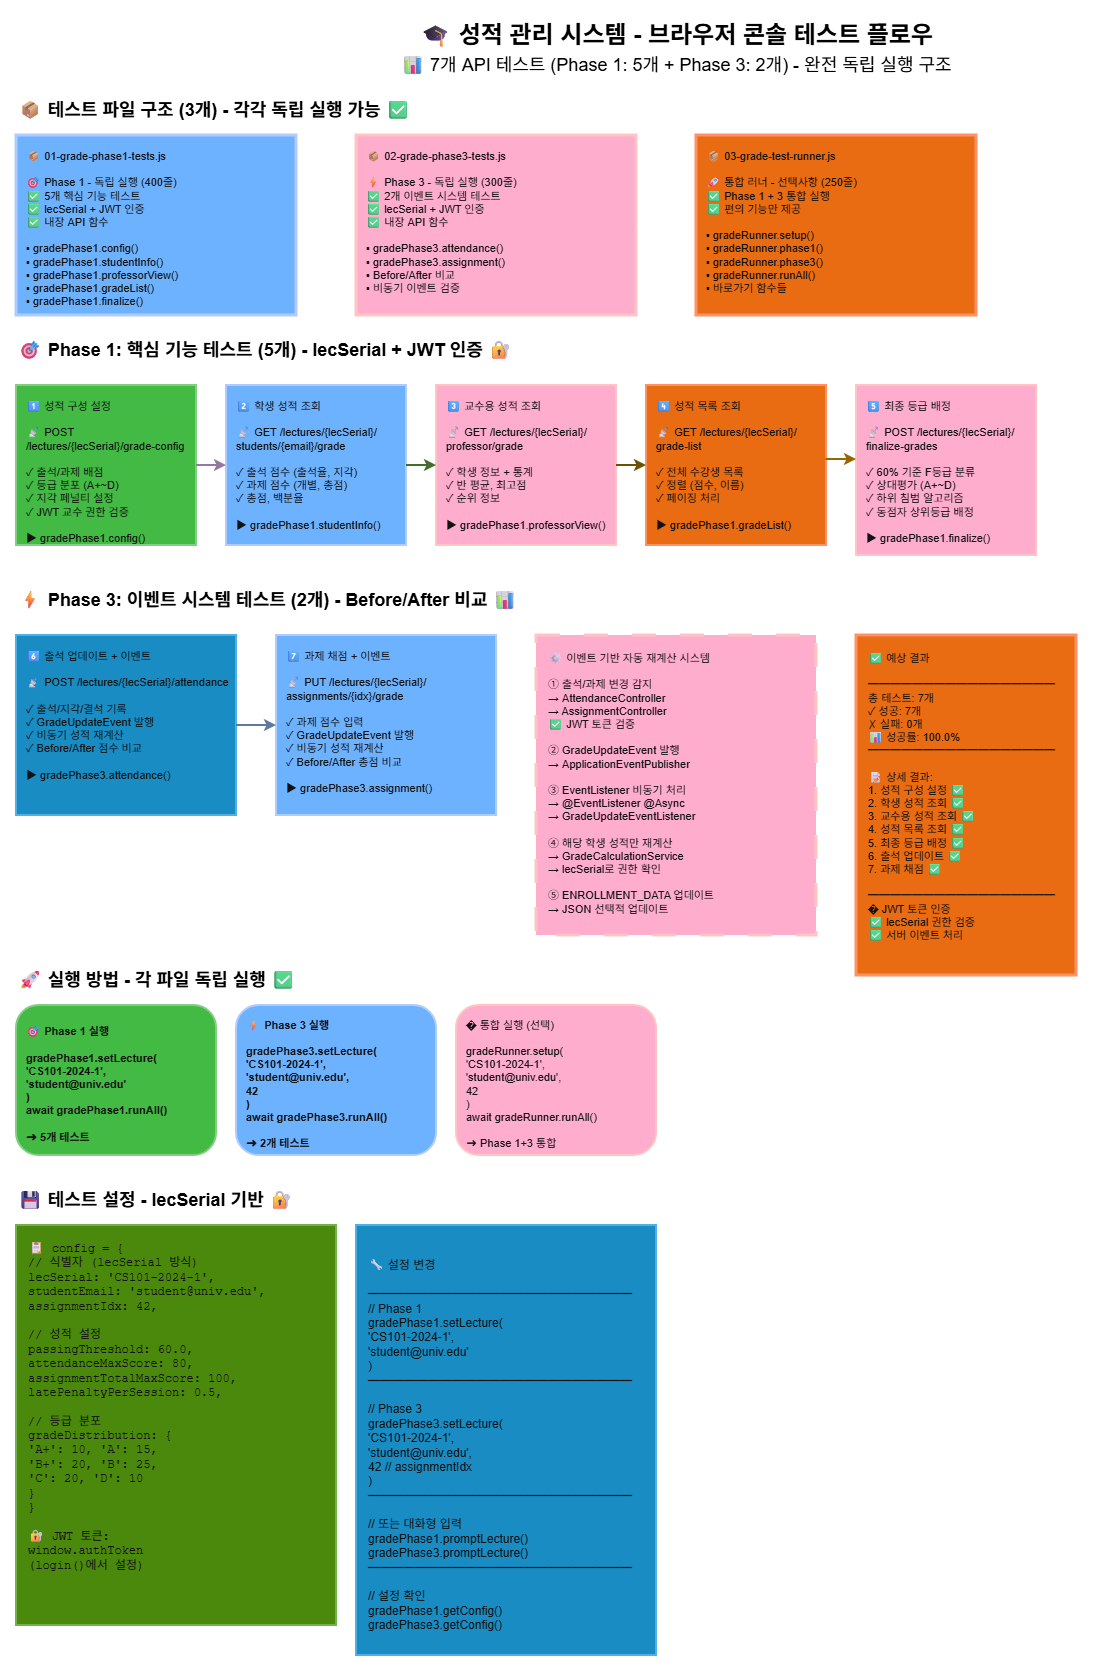 🎓 성적 관리 시스템 - 브라우저 콘솔 테스트 플로우
📊 7개 API 테스트 (Phase 1: 5개 + Phase 3: 2개) - 완전 독립 실행 구조
📦 테스트 파일 구조 (3개) - 각각 독립 실행 가능 ✅
📦 01-grade-phase1-tests.js
🎯 Phase 1 - 독립 실행 (400줄)
✅ 5개 핵심 기능 테스트
✅ lecSerial + JWT 인증
✅ 내장 API 함수
▪ gradePhase1.config()
▪ gradePhase1.studentInfo()
▪ gradePhase1.professorView()
▪ gradePhase1.gradeList()
▪ gradePhase1.finalize()
📦 02-grade-phase3-tests.js
⚡ Phase 3 - 독립 실행 (300줄)
✅ 2개 이벤트 시스템 테스트
✅ lecSerial + JWT 인증
✅ 내장 API 함수
▪ gradePhase3.attendance()
▪ gradePhase3.assignment()
▪ Before/After 비교
▪ 비동기 이벤트 검증
📦 03-grade-test-runner.js
🚀 통합 러너 - 선택사항 (250줄)
✅ Phase 1 + 3 통합 실행
✅ 편의 기능만 제공
▪ gradeRunner.setup()
▪ gradeRunner.phase1()
▪ gradeRunner.phase3()
▪ gradeRunner.runAll()
▪ 바로가기 함수들
🎯 Phase 1: 핵심 기능 테스트 (5개) - lecSerial + JWT 인증 🔐
1️⃣ 성적 구성 설정
📡 POST
/lectures/{lecSerial}/grade-config
✓ 출석/과제 배점
✓ 등급 분포 (A+~D)
✓ 지각 페널티 설정
✓ JWT 교수 권한 검증
▶ gradePhase1.config()
2️⃣ 학생 성적 조회
📡 GET /lectures/{lecSerial}/
students/{email}/grade
✓ 출석 점수 (출석율, 지각)
✓ 과제 점수 (개별, 총점)
✓ 총점, 백분율
▶ gradePhase1.studentInfo()
3️⃣ 교수용 성적 조회
📡 GET /lectures/{lecSerial}/
professor/grade
✓ 학생 정보 + 통계
✓ 반 평균, 최고점
✓ 순위 정보
▶ gradePhase1.professorView()
4️⃣ 성적 목록 조회
📡 GET /lectures/{lecSerial}/
grade-list
✓ 전체 수강생 목록
✓ 정렬 (점수, 이름)
✓ 페이징 처리
▶ gradePhase1.gradeList()
5️⃣ 최종 등급 배정
📡 POST /lectures/{lecSerial}/
finalize-grades
✓ 60% 기준 F등급 분류
✓ 상대평가 (A+~D)
✓ 하위 침범 알고리즘
✓ 동점자 상위등급 배정
▶ gradePhase1.finalize()
⚡ Phase 3: 이벤트 시스템 테스트 (2개) - Before/After 비교 📊
6️⃣ 출석 업데이트 + 이벤트
📡 POST /lectures/{lecSerial}/attendance
✓ 출석/지각/결석 기록
✓ GradeUpdateEvent 발행
✓ 비동기 성적 재계산
✓ Before/After 점수 비교
▶ gradePhase3.attendance()
7️⃣ 과제 채점 + 이벤트
📡 PUT /lectures/{lecSerial}/
assignments/{idx}/grade
✓ 과제 점수 입력
✓ GradeUpdateEvent 발행
✓ 비동기 성적 재계산
✓ Before/After 총점 비교
▶ gradePhase3.assignment()
⚙️ 이벤트 기반 자동 재계산 시스템
① 출석/과제 변경 감지
→ AttendanceController
→ AssignmentController
✅ JWT 토큰 검증
② GradeUpdateEvent 발행
→ ApplicationEventPublisher
③ EventListener 비동기 처리
→ @EventListener @Async
→ GradeUpdateEventListener
④ 해당 학생 성적만 재계산
→ GradeCalculationService
→ lecSerial로 권한 확인
⑤ ENROLLMENT_DATA 업데이트
→ JSON 선택적 업데이트
✅ 예상 결과
총 테스트: 7개
✓ 성공: 7개
✗ 실패: 0개
📊 성공률: 100.0%
📝 상세 결과:
1. 성적 구성 설정 ✅
2. 학생 성적 조회 ✅
3. 교수용 성적 조회 ✅
4. 성적 목록 조회 ✅
5. 최종 등급 배정 ✅
6. 출석 업데이트 ✅
7. 과제 채점 ✅
� JWT 토큰 인증
✅ lecSerial 권한 검증
✅ 서버 이벤트 처리
🚀 실행 방법 - 각 파일 독립 실행 ✅
🎯 Phase 1 실행
gradePhase1.setLecture(
'CS101-2024-1',
'student@univ.edu'
)
await gradePhase1.runAll()
➜ 5개 테스트
⚡ Phase 3 실행
gradePhase3.setLecture(
'CS101-2024-1',
'student@univ.edu',
42
)
await gradePhase3.runAll()
➜ 2개 테스트
� 통합 실행 (선택)
gradeRunner.setup(
'CS101-2024-1',
'student@univ.edu',
42
)
await gradeRunner.runAll()
➜ Phase 1+3 통합
💾 테스트 설정 - lecSerial 기반 🔐
📋 config = {
// 식별자 (lecSerial 방식)
lecSerial: 'CS101-2024-1',
studentEmail: 'student@univ.edu',
assignmentIdx: 42,
// 성적 설정
passingThreshold: 60.0,
attendanceMaxScore: 80,
assignmentTotalMaxScore: 100,
latePenaltyPerSession: 0.5,
// 등급 분포
gradeDistribution: {
'A+': 10, 'A': 15,
'B+': 20, 'B': 25,
'C': 20, 'D': 10
}
}
🔐 JWT 토큰:
window.authToken
(login()에서 설정)
🔧 설정 변경
// Phase 1
gradePhase1.setLecture(
'CS101-2024-1',
'student@univ.edu'
)
// Phase 3
gradePhase3.setLecture(
'CS101-2024-1',
'student@univ.edu',
42 // assignmentIdx
)
// 또는 대화형 입력
gradePhase1.promptLecture()
gradePhase3.promptLecture()
// 설정 확인
gradePhase1.getConfig()
gradePhase3.getConfig()